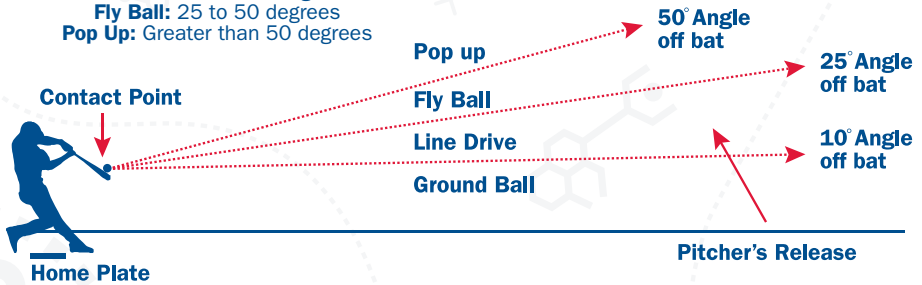 Fly Ball: 25 to 50 degrees
Pop Up: Greater than 50 degrees
50° Angle
off bat
Pop up
25° Angle
off bat
Contact Point
Fly Ball
Line Drive
10° Angle
off bat
Ground Ball
Pitcher's Release
Home Plate